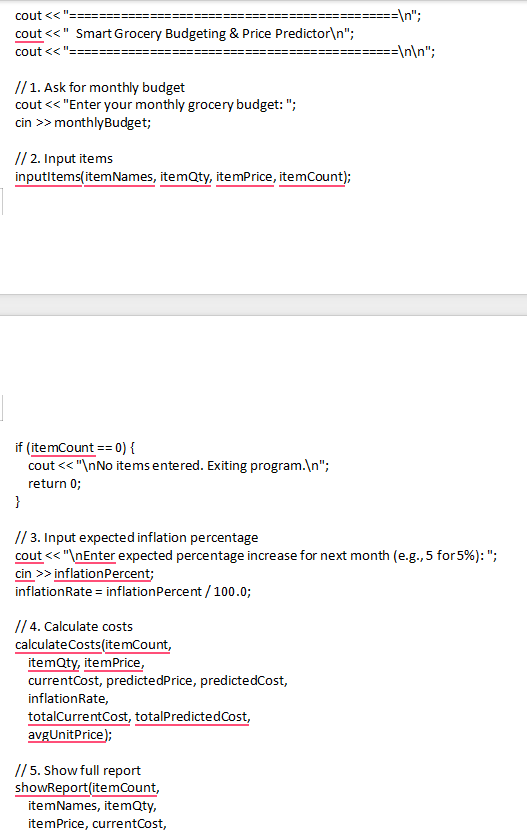 cout << "============================================\n";
cout << "  Smart Grocery Budgeting & Price Predictor\n";
cout << "============================================\n\n";
// 1. Ask for monthly budget
cout << "Enter your monthly grocery budget: ";
cin >> monthlyBudget;
// 2. Input items
inputItems(itemNames, itemQty, itemPrice, itemCount);
if (itemCount == 0) {
cout << "\nNo items entered. Exiting program.\n";
return 0;
}
// 3. Input expected inflation percentage
cout << "\nEnter expected percentage increase for next month (e.g., 5 for 5%): ";
cin >> inflationPercent;
inflationRate = inflationPercent / 100.0;
// 4. Calculate costs
calculateCosts(itemCount,
itemQty, itemPrice,
currentCost, predictedPrice, predictedCost,
inflationRate,
totalCurrentCost, totalPredictedCost,
avgUnitPrice);
// 5. Show full report
showReport(itemCount,
itemNames, itemQty,
itemPrice, currentCost,